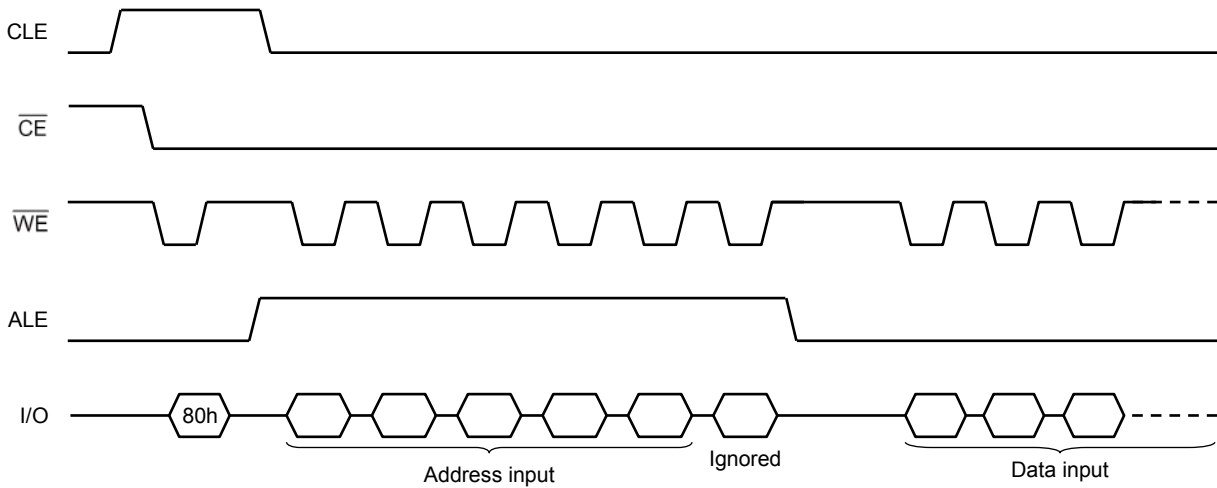 CLE
CE
WE
ALE
I/O
80h
Address input
Ignored
Data input